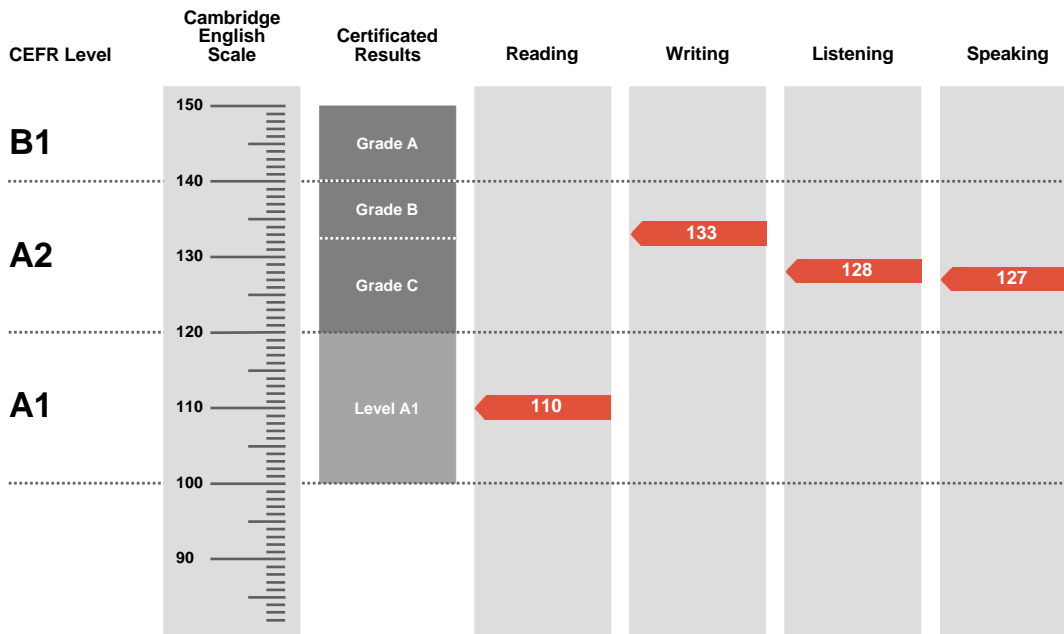 CEFR Level
Cambridge
English
Scale
Certificated
Results
Reading
Writing
Listening
Speaking
150
B1
Grade A
140
Grade B
133
A2
130
128
127
Grade C
120
A1
110
Level A1
110
100
90